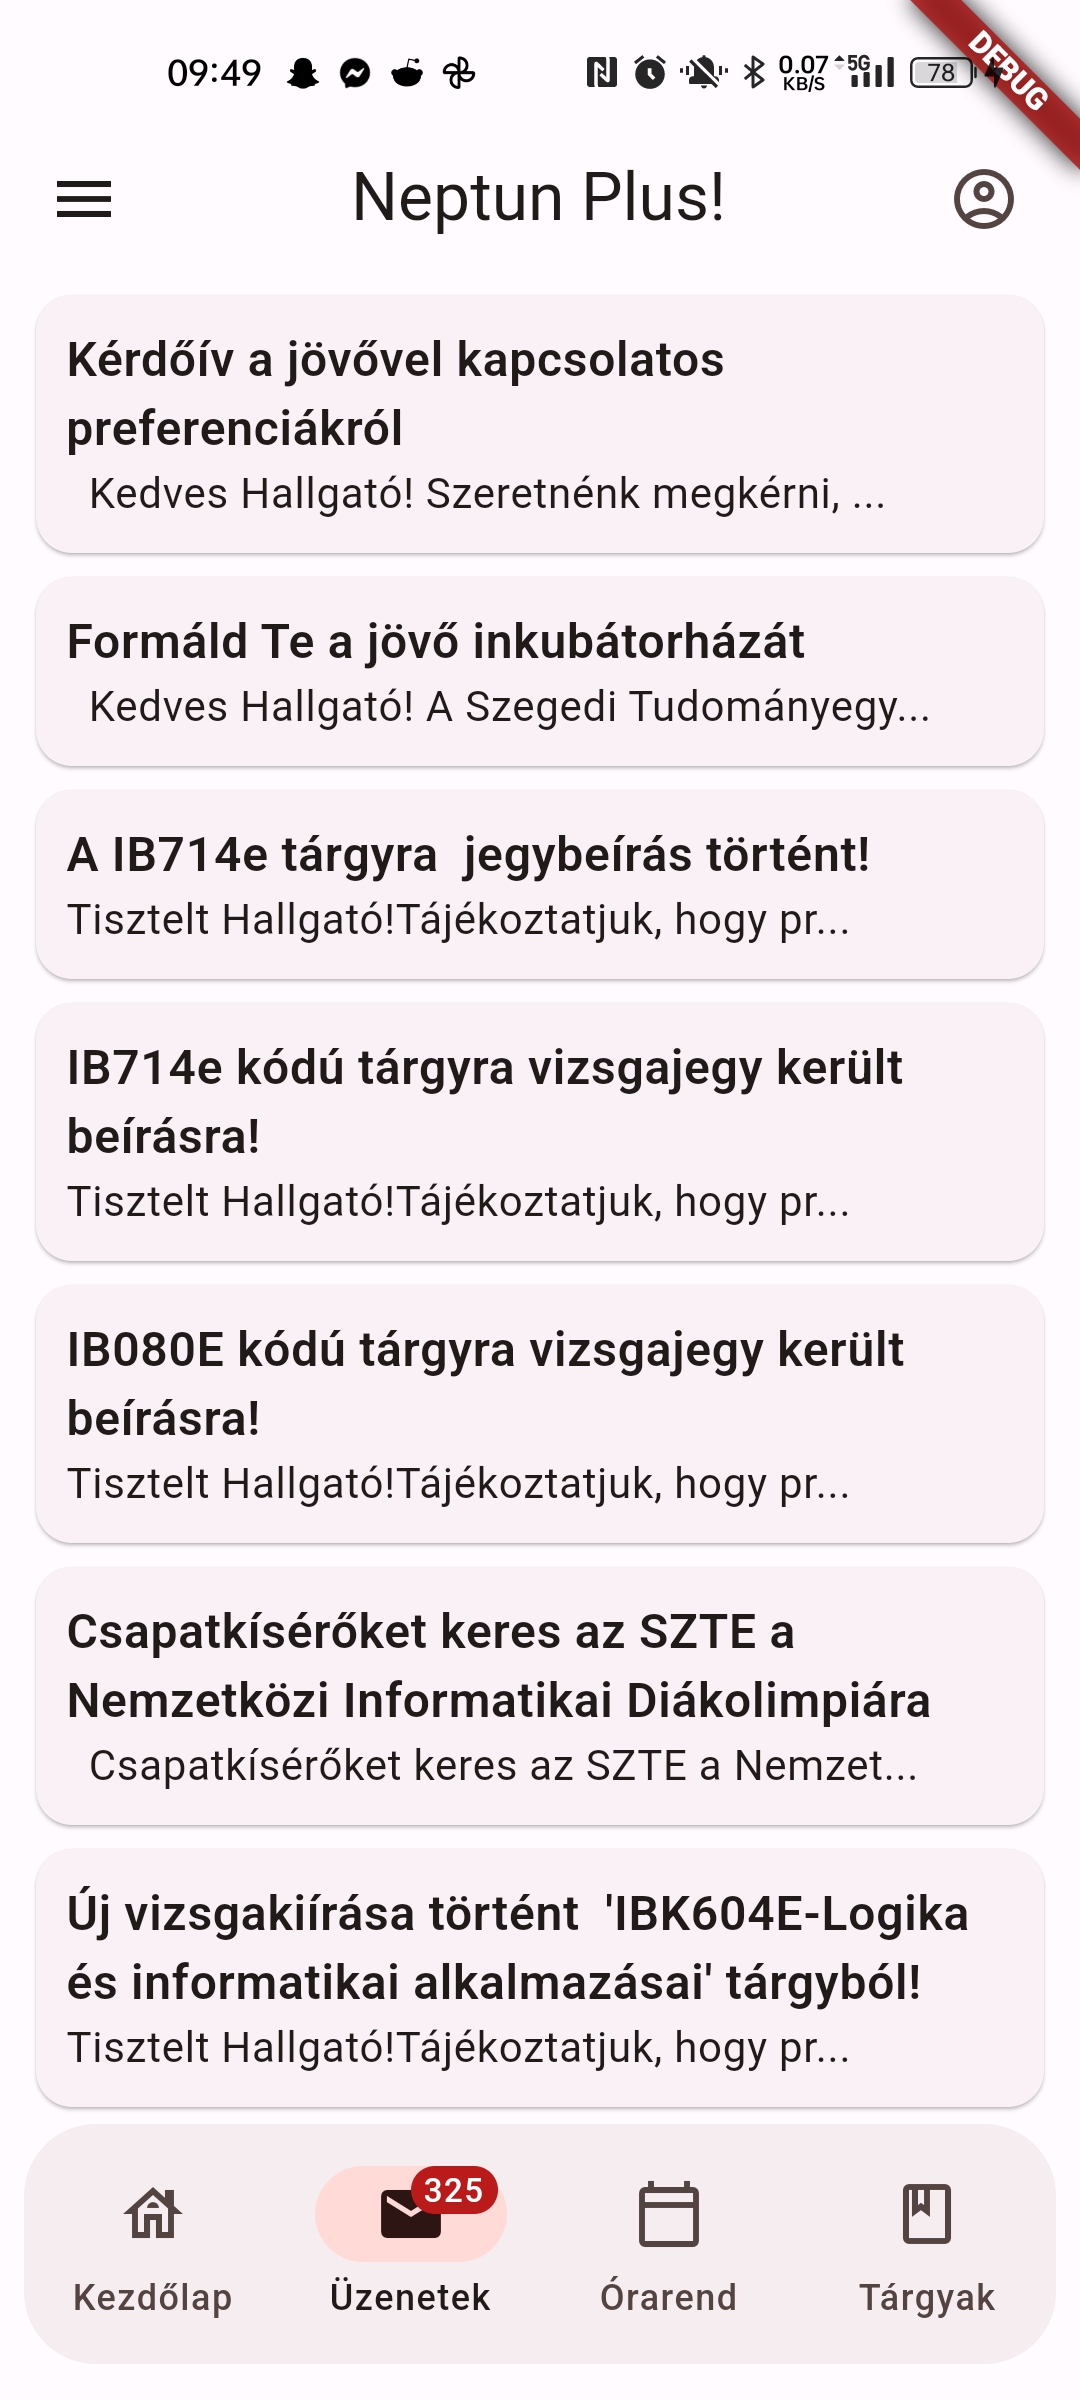 09:49
0.07
KB/S
5G
78
DEBUG
Neptun Plus!
Kérdőív a jövővel kapcsolatos
preferenciákról
Kedves Hallgató! Szeretnénk megkérni, ...
Formáld Te a jövő inkubátorházát
Kedves Hallgató! A Szegedi Tudományegy...
A IB714e tárgyra  jegybeírás történt!
Tisztelt Hallgató!Tájékoztatjuk, hogy pr...
IB714e kódú tárgyra vizsgajegy került
beírásra!
Tisztelt Hallgató!Tájékoztatjuk, hogy pr...
IB080E kódú tárgyra vizsgajegy került
beírásra!
Tisztelt Hallgató!Tájékoztatjuk, hogy pr...
Csapatkísérőket keres az SZTE a
Nemzetközi Informatikai Diákolimpiára
Csapatkísérőket keres az SZTE a Nemzet...
Új vizsgakiírása történt  'IBK604E-Logika
és informatikai alkalmazásai' tárgyból!
Tisztelt Hallgató!Tájékoztatjuk, hogy pr...
325
Kezdőlap
Üzenetek
Órarend
Tárgyak